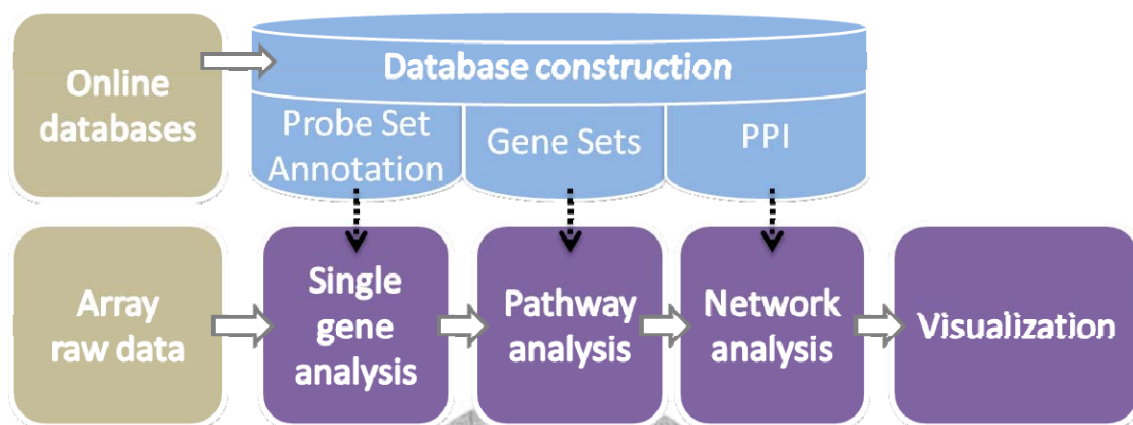 Online
databases
Database construction
Probe Set
Annotation
Gene Sets
PPI
Array
raw data
Single
gene
analysis
Pathway
analysis
Network
analysis
Visualization